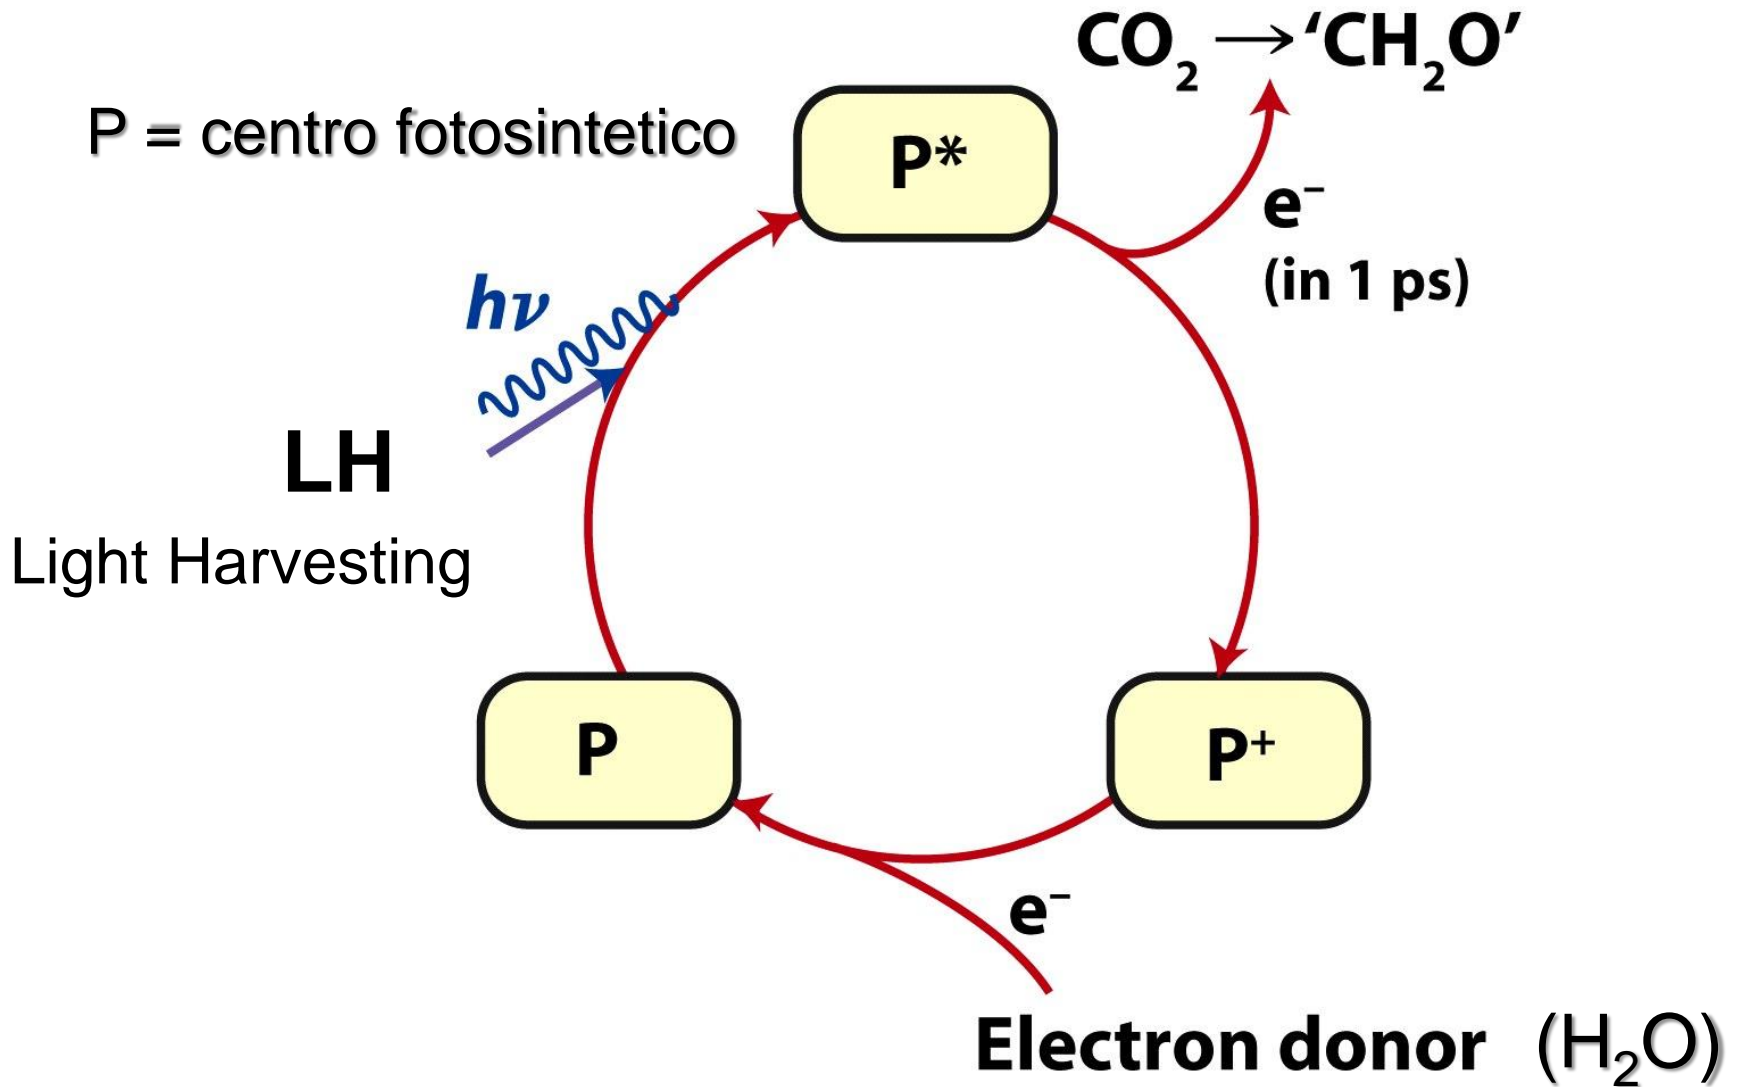 CO₂ → ‘CH₂O’
P = centro fotosintetico
P*
e⁻
(in 1 ps)
hν
LH
Light Harvesting
P
P⁺
e⁻
Electron donor (H₂O)